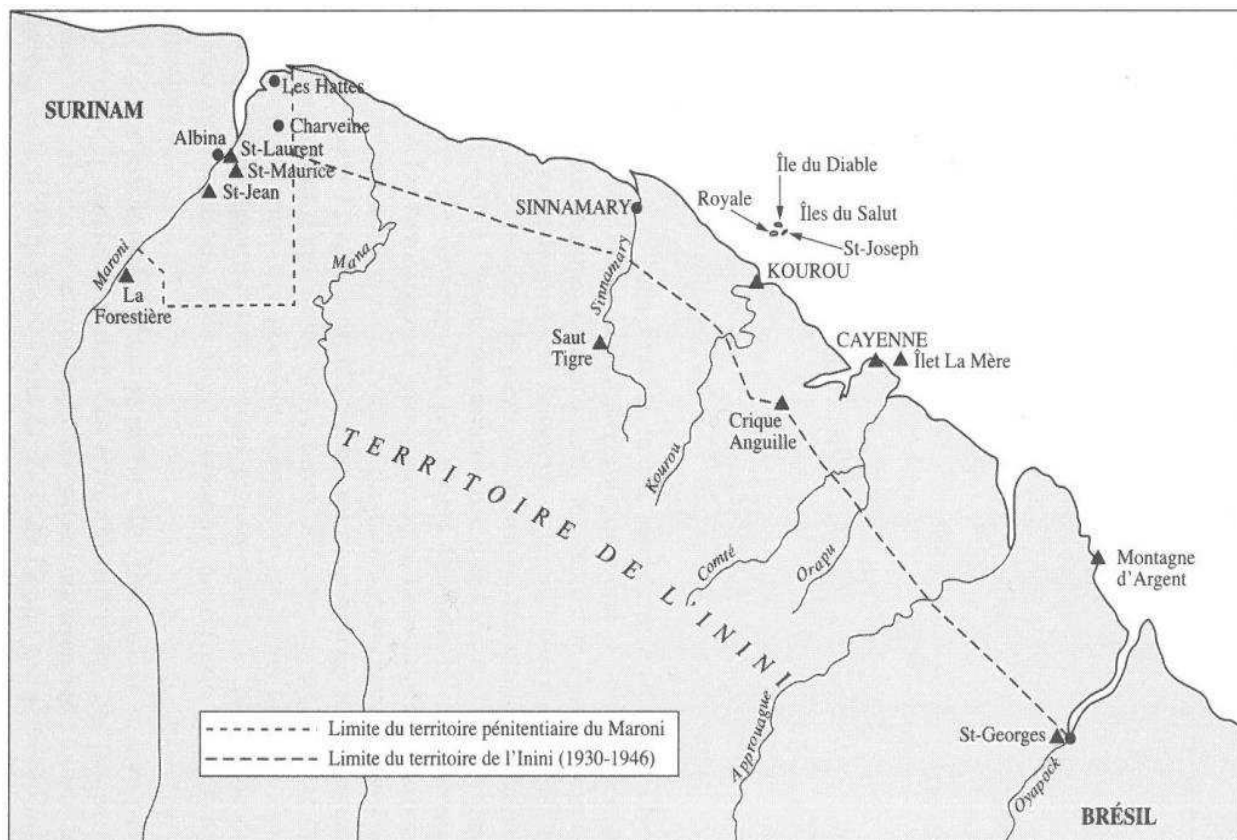 SURINAM
Les Hattes
Charveine
Albina
St-Laurent
St-Maurice
St-Jean
Maroni
La
Forestière
Mana
SINNAMARY
Sinnamary
Île du Diable
Royale
Îles du Salut
St-Joseph
KOUROU
Saut
Tigre
CAYENNE
Îlet La Mère
Crique
Anguille
Kourou
TERRITOIRE DE L'ININI
Comté
Orapu
Montagne
d'Argent
Approuague
St-Georges
Oyapock
BRÉSIL
Limite du territoire pénitentiaire du Maroni
Limite du territoire de l'Inini (1930-1946)